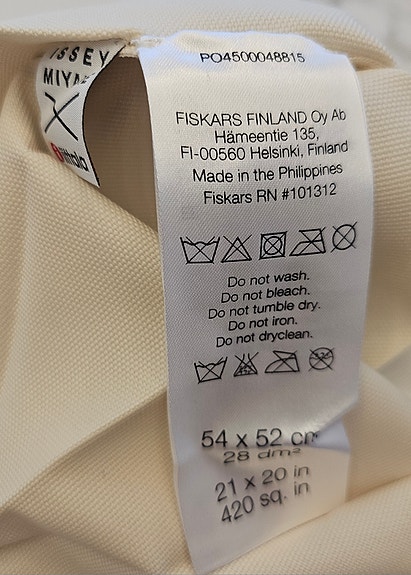 ISSEY
X
iittala
PO4500048815
FISKARS FINLAND Oy Ab
Hämeentie 135,
FI-00560 Helsinki, Finland
Made in the Philippines
Fiskars RN #101312
Do not wash.
Do not bleach.
Do not tumble dry.
Do not iron.
Do not dryclean.
54 x 52 cm
28 dm²
21 x 20 in
420 sq. in